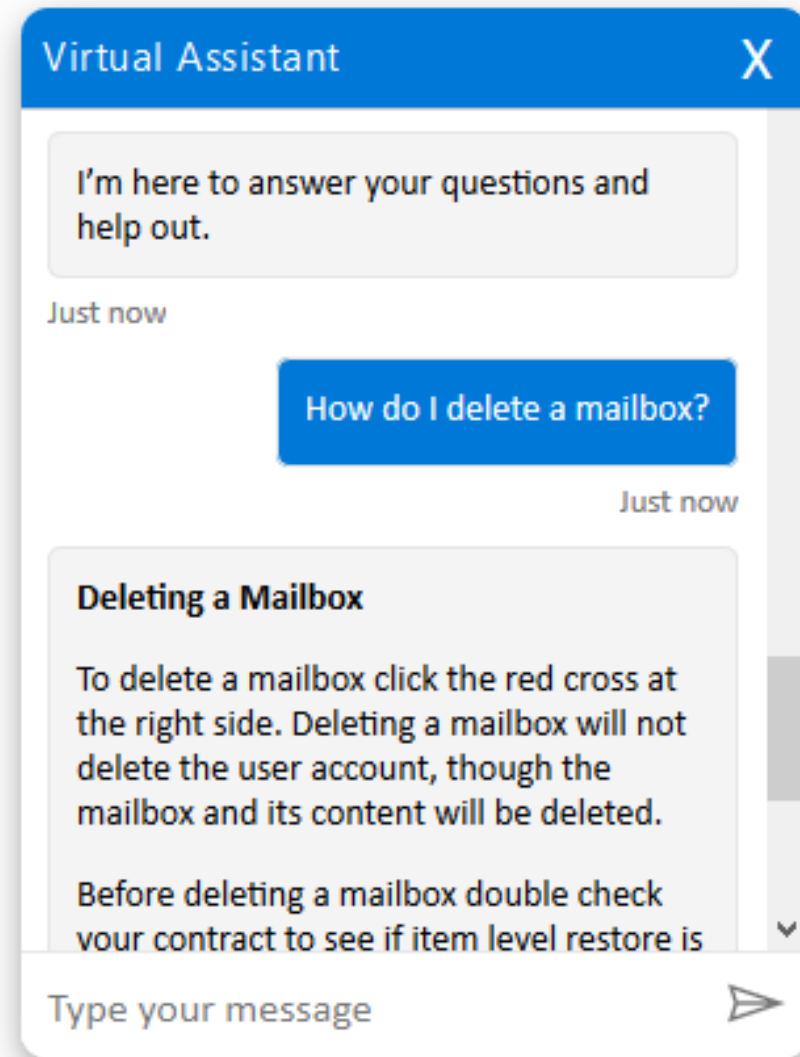 Virtual Assistant X
I’m here to answer your questions and
help out.
Just now
How do I delete a mailbox?
Just now
Deleting a Mailbox
To delete a mailbox click the red cross at
the right side. Deleting a mailbox will not
delete the user account, though the
mailbox and its content will be deleted.
Before deleting a mailbox double check
your contract to see if item level restore is
Type your message